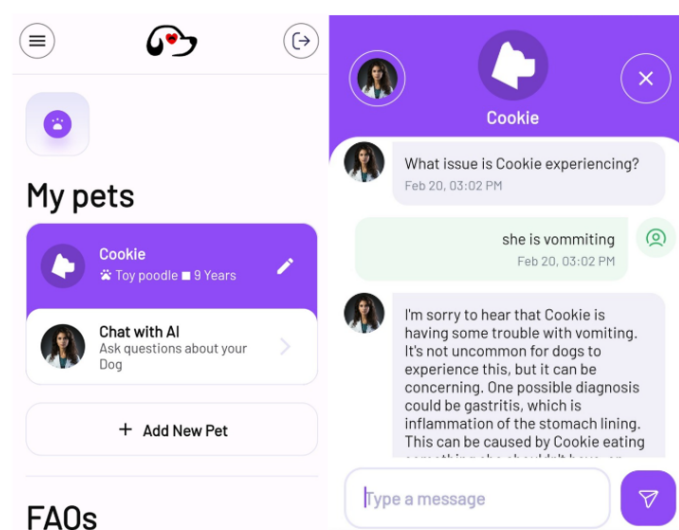 My pets
Cookie
Toy poodle ■ 9 Years
Chat with AI
Ask questions about your
Dog
+ Add New Pet
FAQs
Cookie
What issue is Cookie experiencing?
Feb 20, 03:02 PM
she is vommiting
Feb 20, 03:02 PM
I'm sorry to hear that Cookie is
having some trouble with vomiting.
It's not uncommon for dogs to
experience this, but it can be
concerning. One possible diagnosis
could be gastritis, which is
inflammation of the stomach lining.
This can be caused by Cookie eating
Type a message